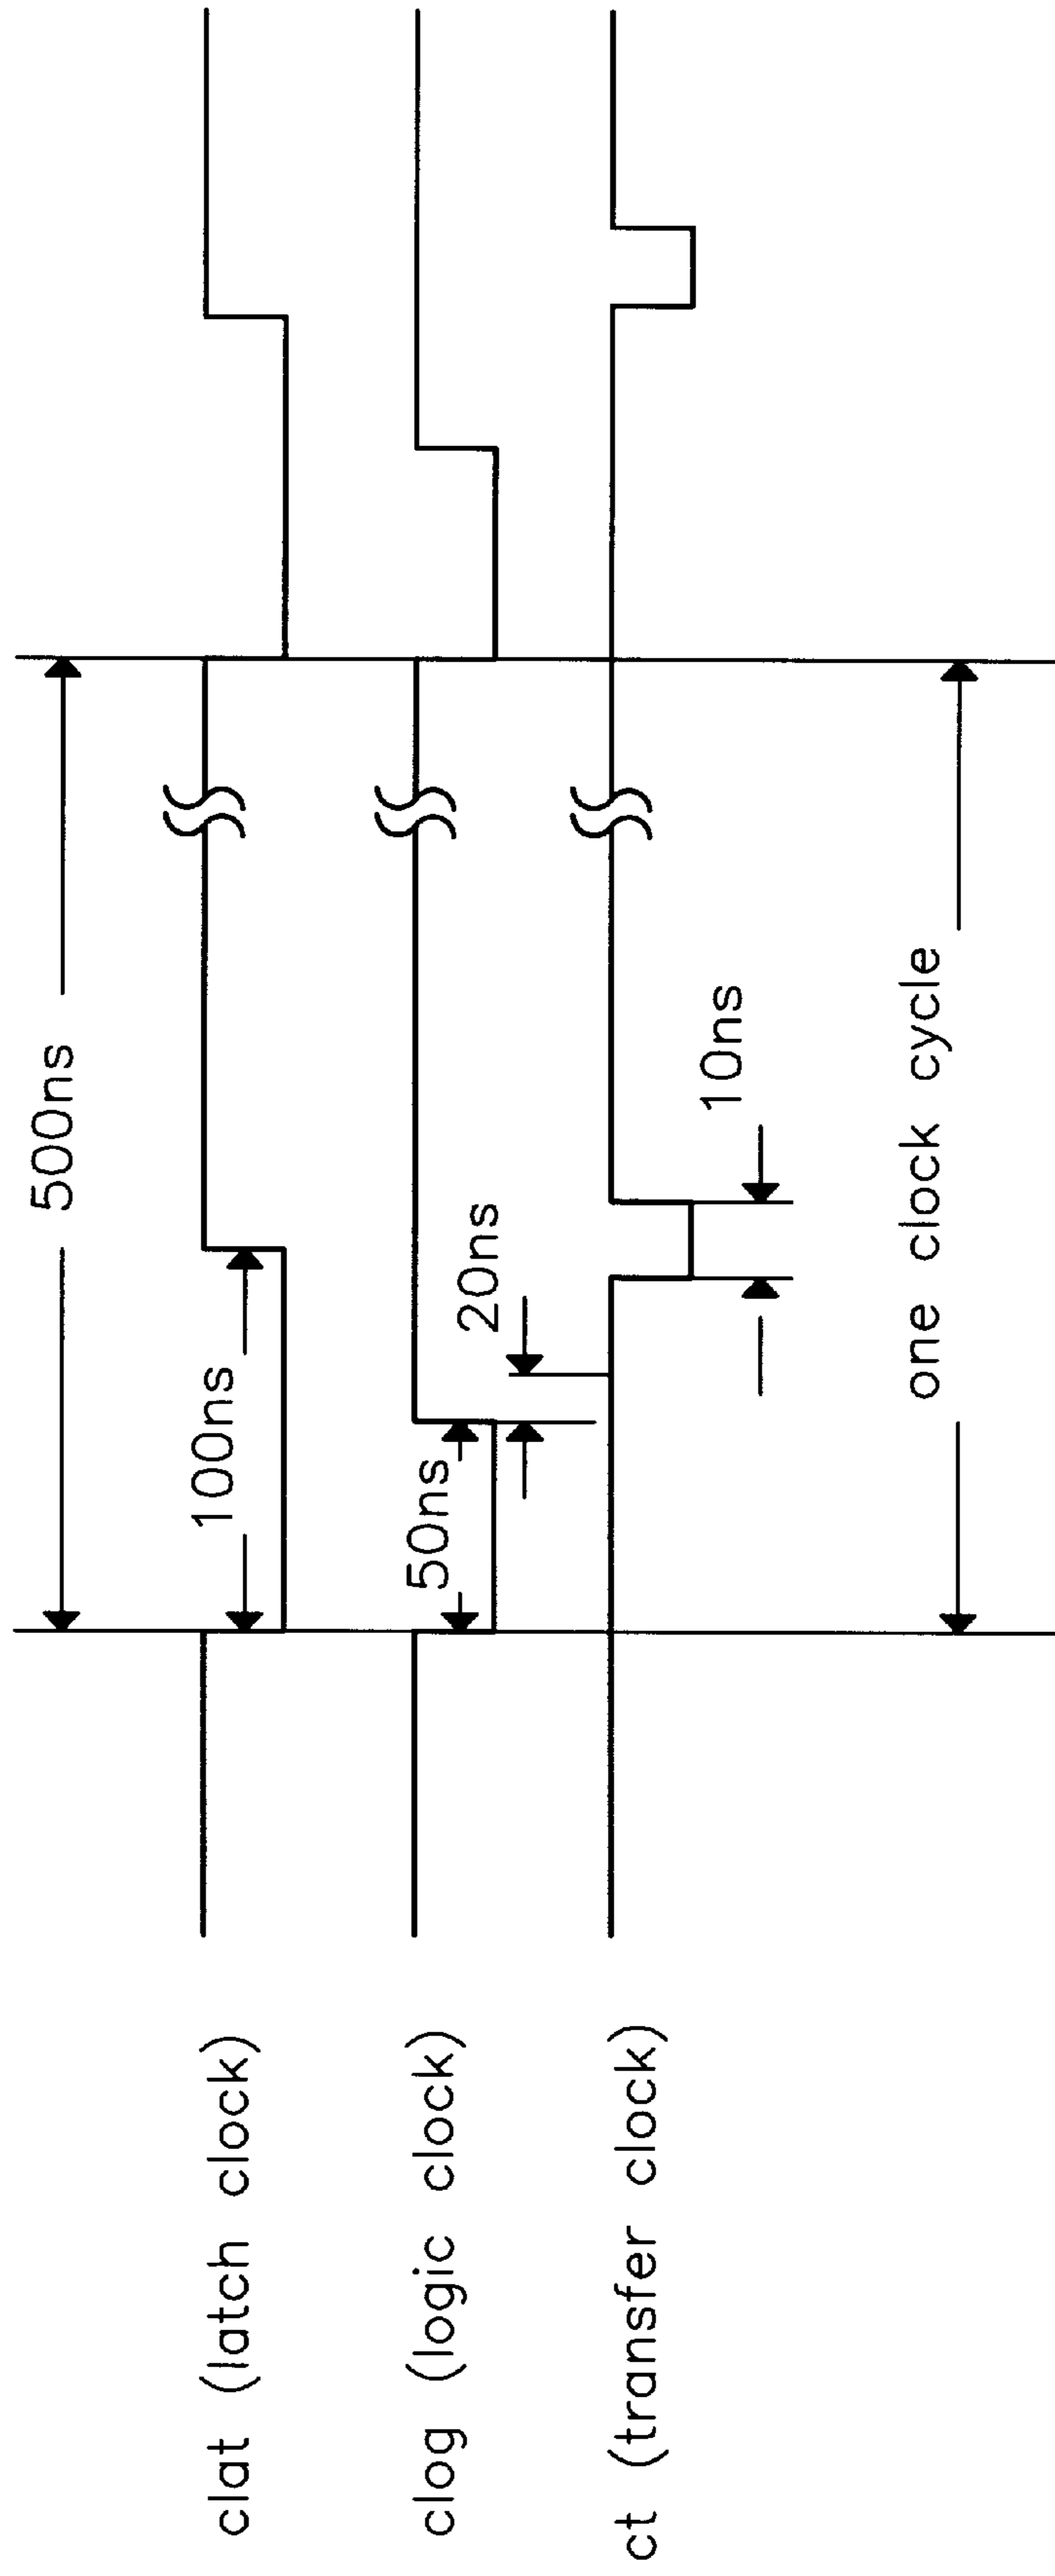 500ns
clat (latch clock)
100ns
clog (logic clock)
50ns
20ns
ct (transfer clock)
10ns
one clock cycle